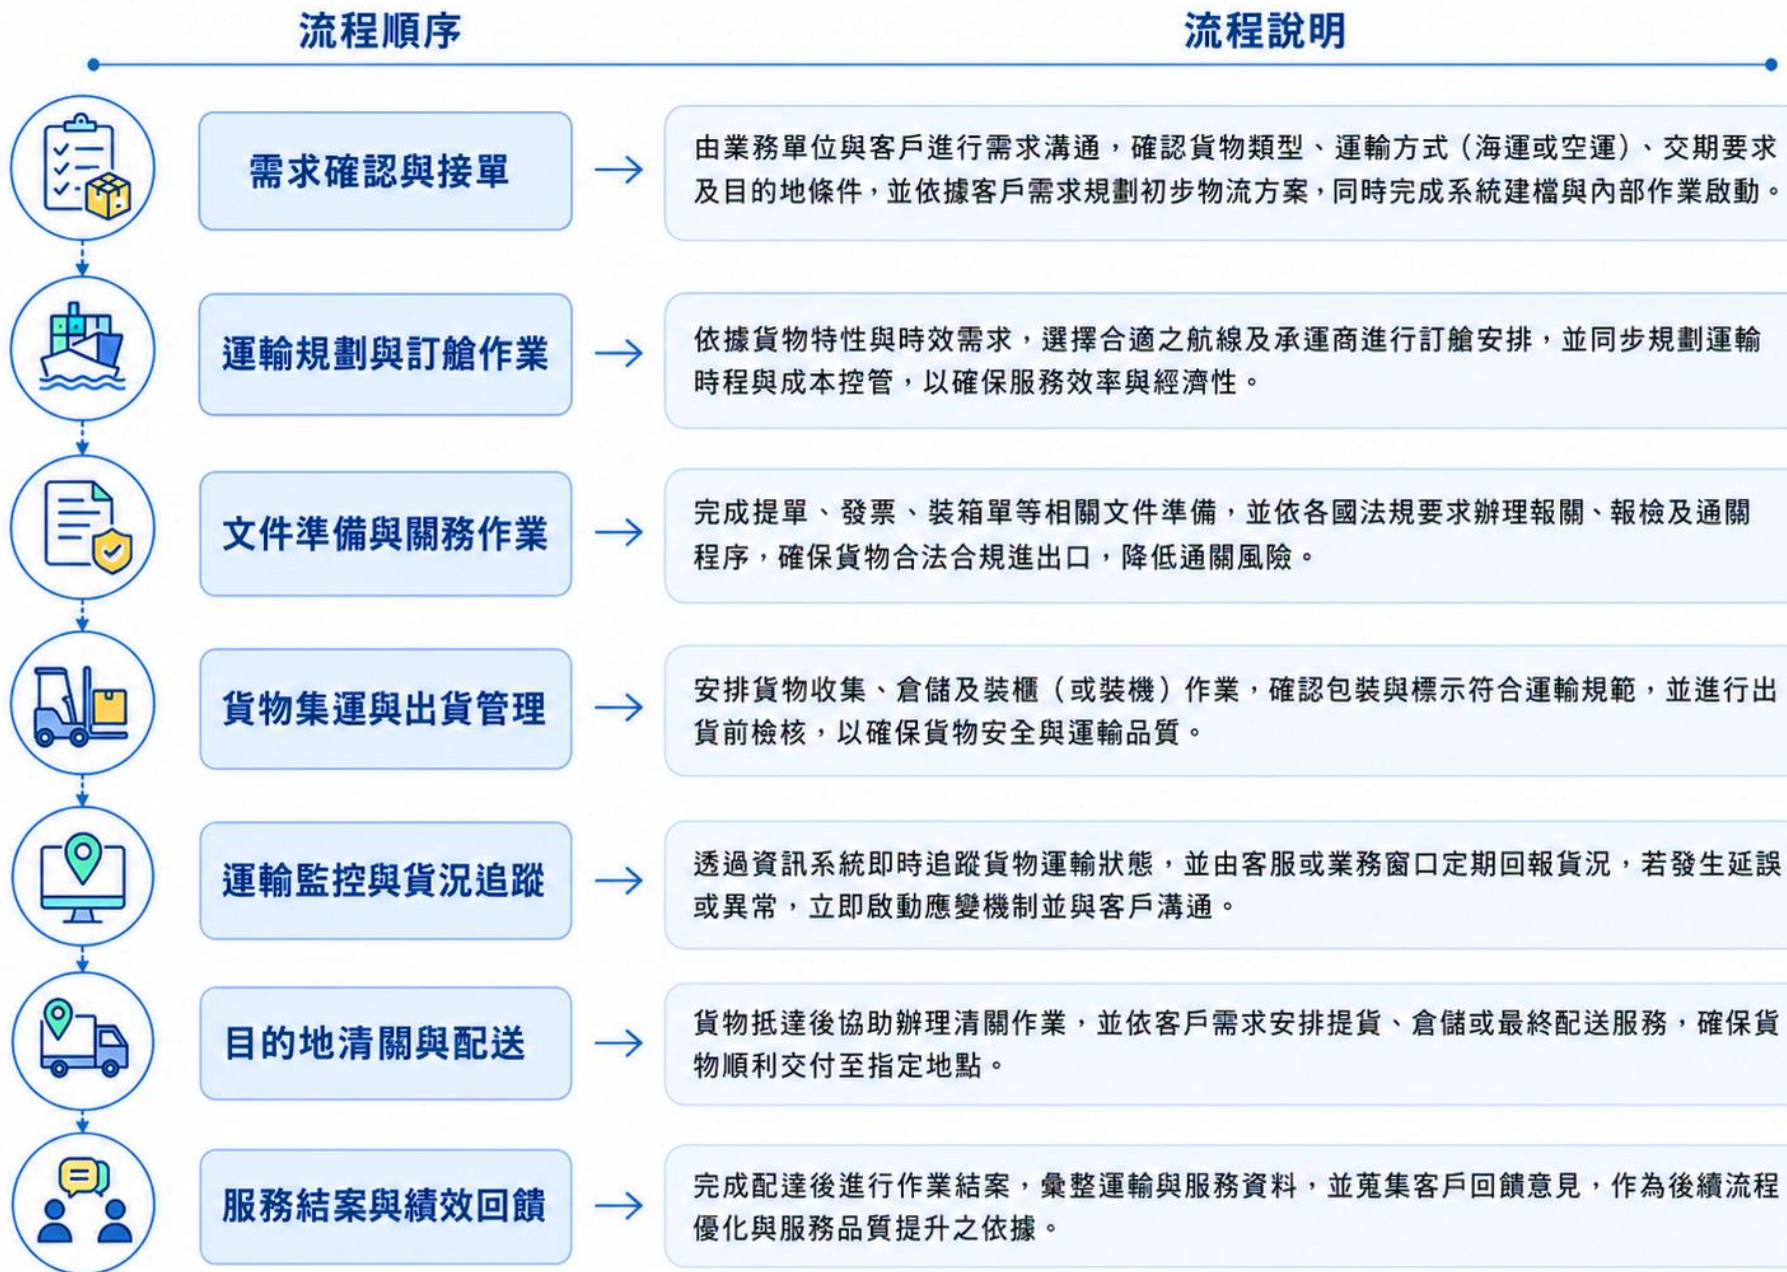 流程順序
流程說明
需求確認與接單
由業務單位與客戶進行需求溝通，確認貨物類型、運輸方式（海運或空運）、交期要求
及目的地條件，並依據客戶需求規劃初步物流方案，同時完成系統建檔與內部作業啟動。
運輸規劃與訂艙作業
依據貨物特性與時效需求，選擇合適之航線及承運商進行訂艙安排，並同步規劃運輸
時程與成本控管，以確保服務效率與經濟性。
文件準備與關務作業
完成提單、發票、裝箱單等相關文件準備，並依各國法規要求辦理報關、報檢及通關
程序，確保貨物合法合規進出口，降低通關風險。
貨物集運與出貨管理
安排貨物收集、倉儲及裝櫃（或裝機）作業，確認包裝與標示符合運輸規範，並進行出
貨前檢核，以確保貨物安全與運輸品質。
運輸監控與貨況追蹤
透過資訊系統即時追蹤貨物運輸狀態，並由客服或業務窗口定期回報貨況，若發生延誤
或異常，立即啟動應變機制並與客戶溝通。
目的地清關與配送
貨物抵達後協助辦理清關作業，並依客戶需求安排提貨、倉儲或最終配送服務，確保貨
物順利交付至指定地點。
服務結案與績效回饋
完成配達後進行作業結案，彙整運輸與服務資料，並蒐集客戶回饋意見，作為後續流程
優化與服務品質提升之依據。